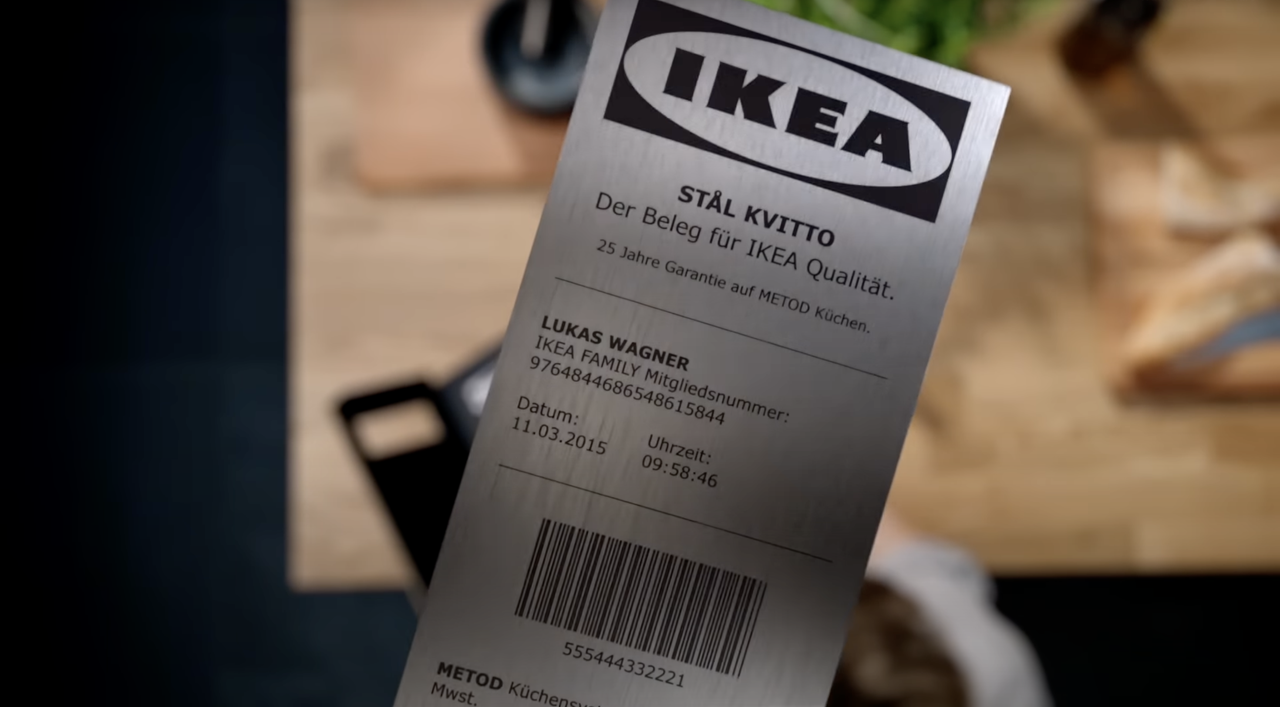 IKEA
STÅL KVITTO
Der Beleg für IKEA Qualität.
25 Jahre Garantie auf METOD Küchen.
LUKAS WAGNER
IKEA FAMILY Mitgliedsnummer:
9764844686548615844
Datum:
11.03.2015
Uhrzeit:
09:58:46
555444332221
METOD
Mwst.